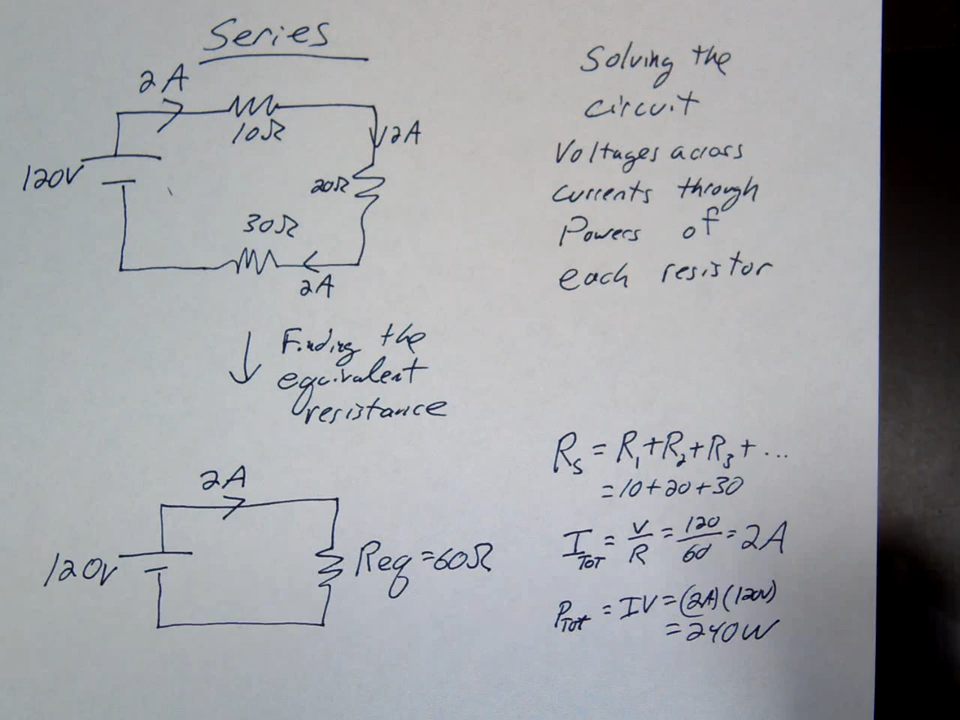 Series
2A
10Ω
2A
120V
20Ω
30Ω
2A
Solving the
circuit
Voltages across
currents through
Powers of
each resistor
↓ Finding the
equivalent
resistance
2A
120V
Req=60Ω
Rs = R1+R2+R3+...
=10+20+30
ITOT = V/R = 120/60 = 2A
PTOT = IV = (2A)(120V)
= 240W